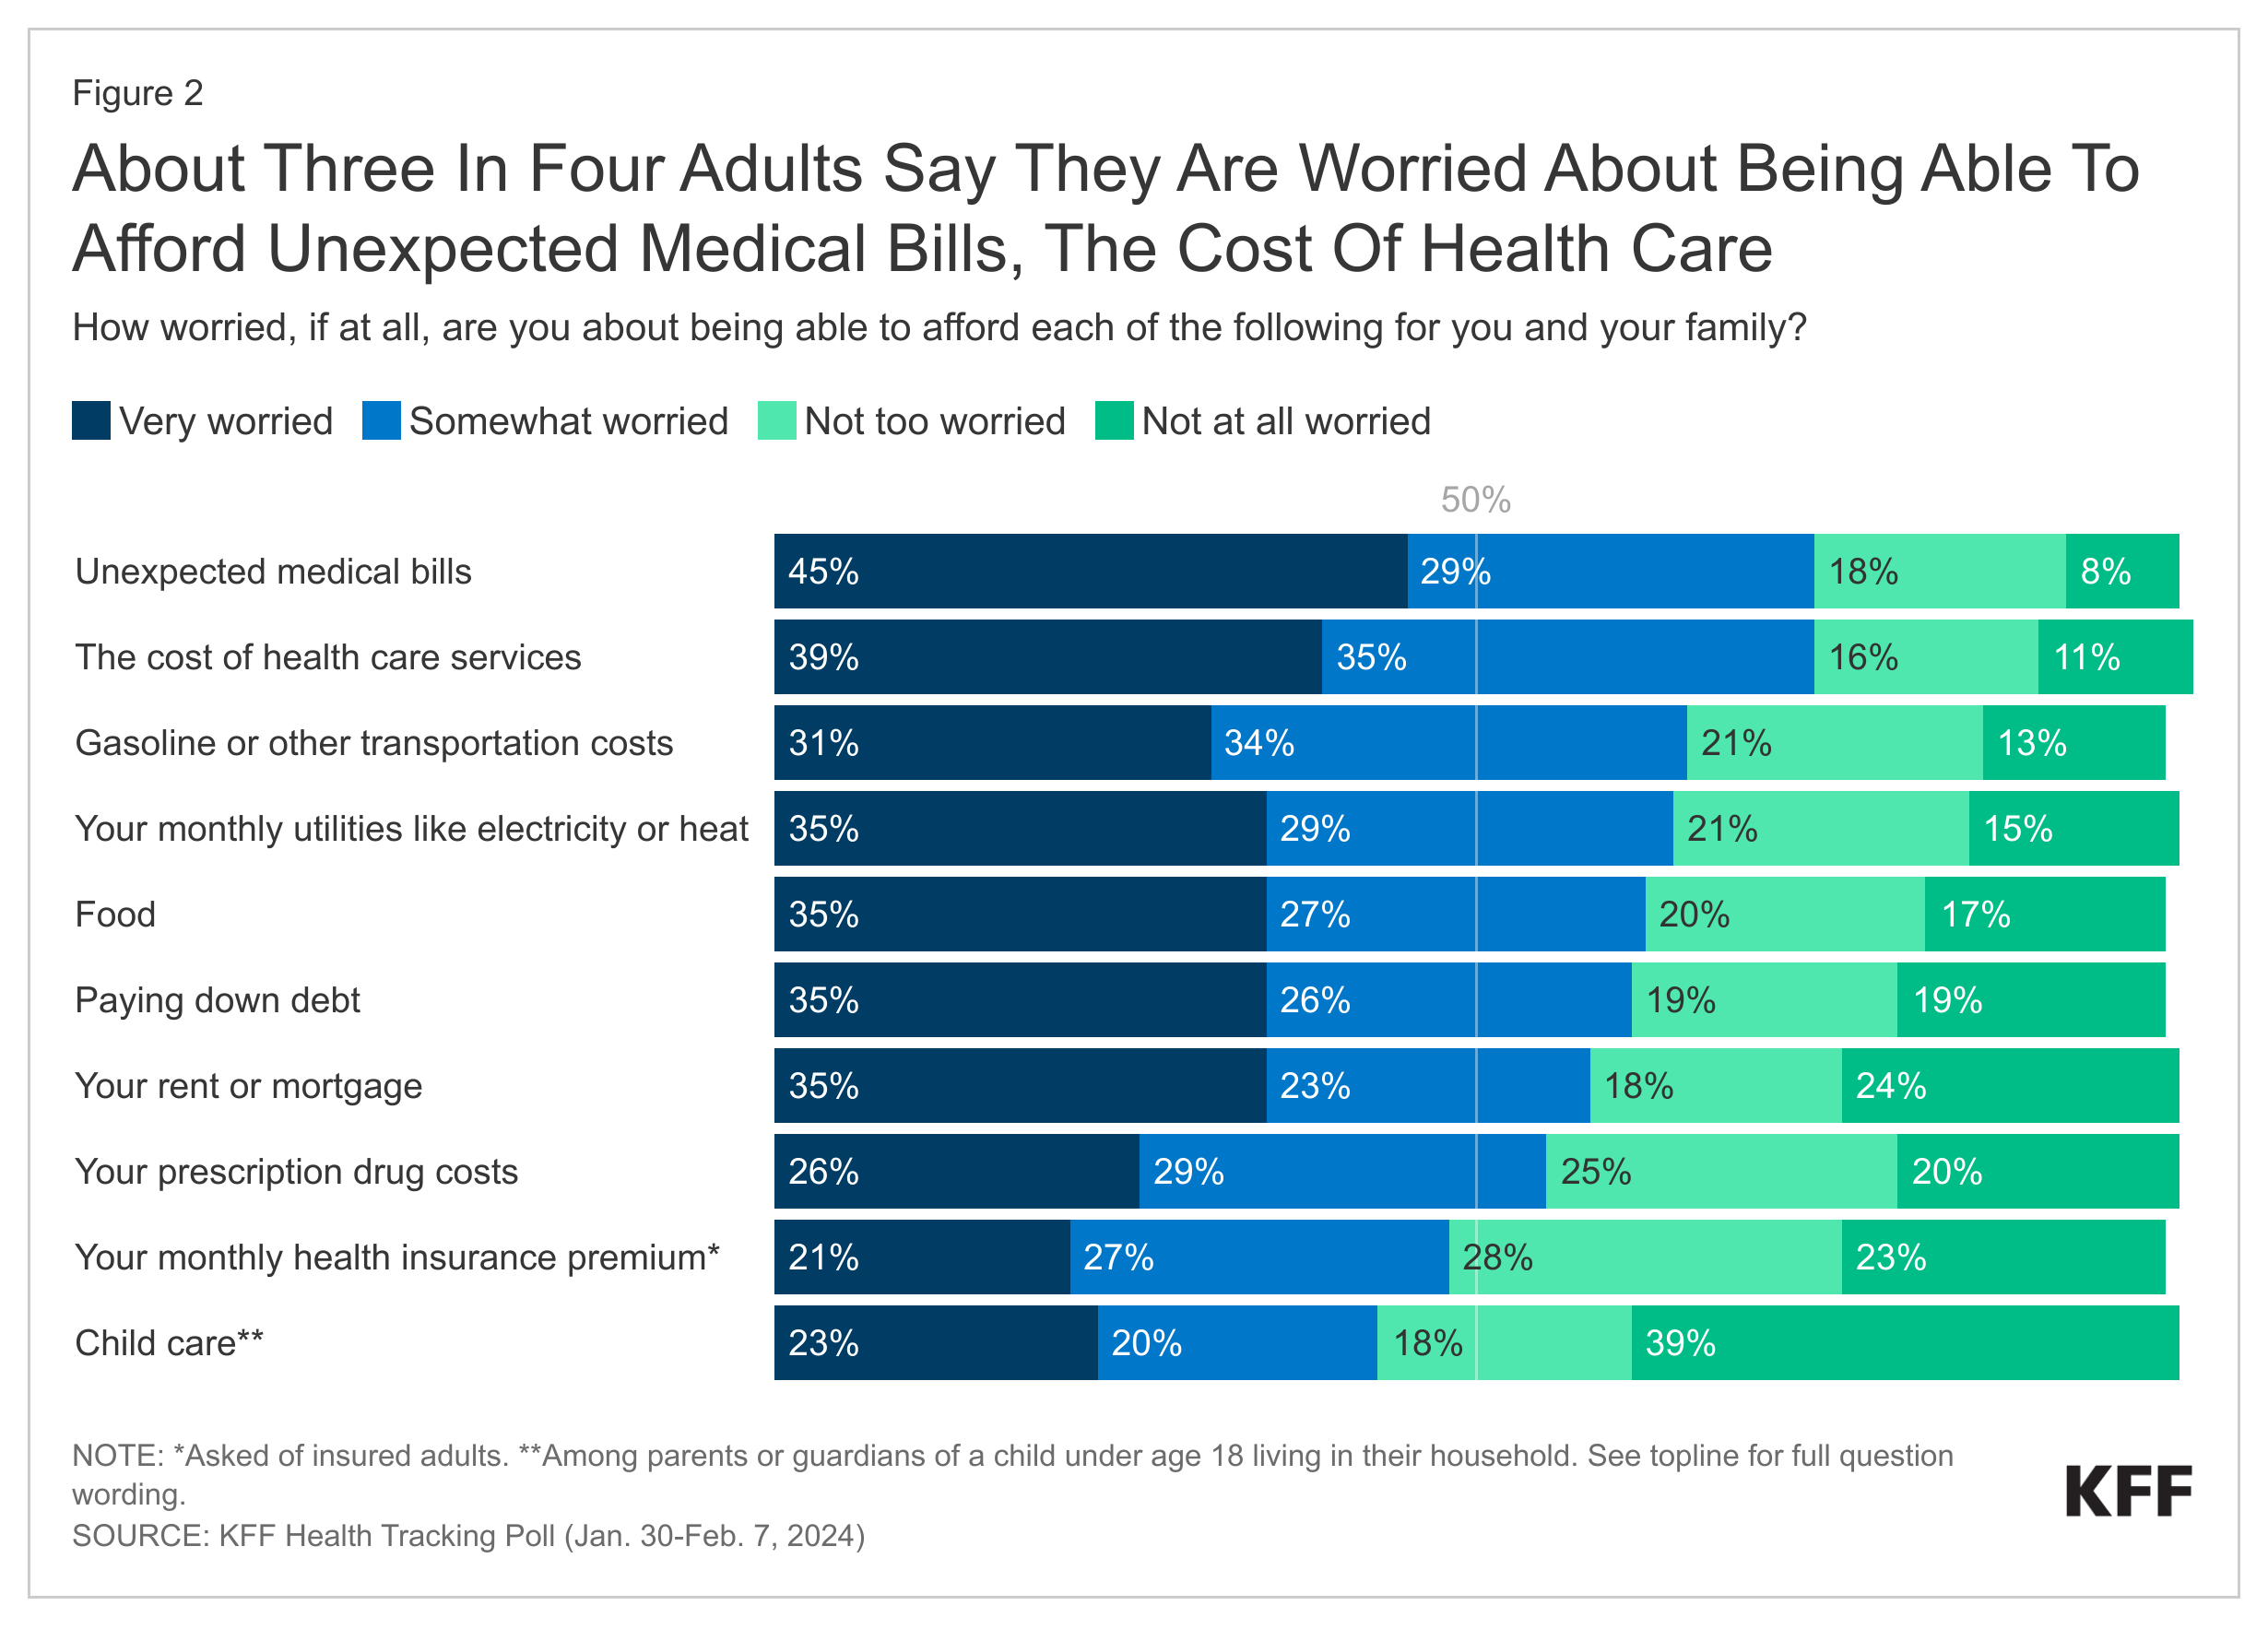 Figure 2
About Three In Four Adults Say They Are Worried About Being Able To
Afford Unexpected Medical Bills, The Cost Of Health Care
How worried, if at all, are you about being able to afford each of the following for you and your family?
Very worried Somewhat worried Not too worried Not at all worried
50%
Unexpected medical bills 45% 29% 18% 8%
The cost of health care services 39% 35% 16% 11%
Gasoline or other transportation costs 31% 34% 21% 13%
Your monthly utilities like electricity or heat 35% 29% 21% 15%
Food 35% 27% 20% 17%
Paying down debt 35% 26% 19% 19%
Your rent or mortgage 35% 23% 18% 24%
Your prescription drug costs 26% 29% 25% 20%
Your monthly health insurance premium* 21% 27% 28% 23%
Child care** 23% 20% 18% 39%
NOTE: *Asked of insured adults. **Among parents or guardians of a child under age 18 living in their household. See topline for full question
wording.
SOURCE: KFF Health Tracking Poll (Jan. 30-Feb. 7, 2024)
KFF